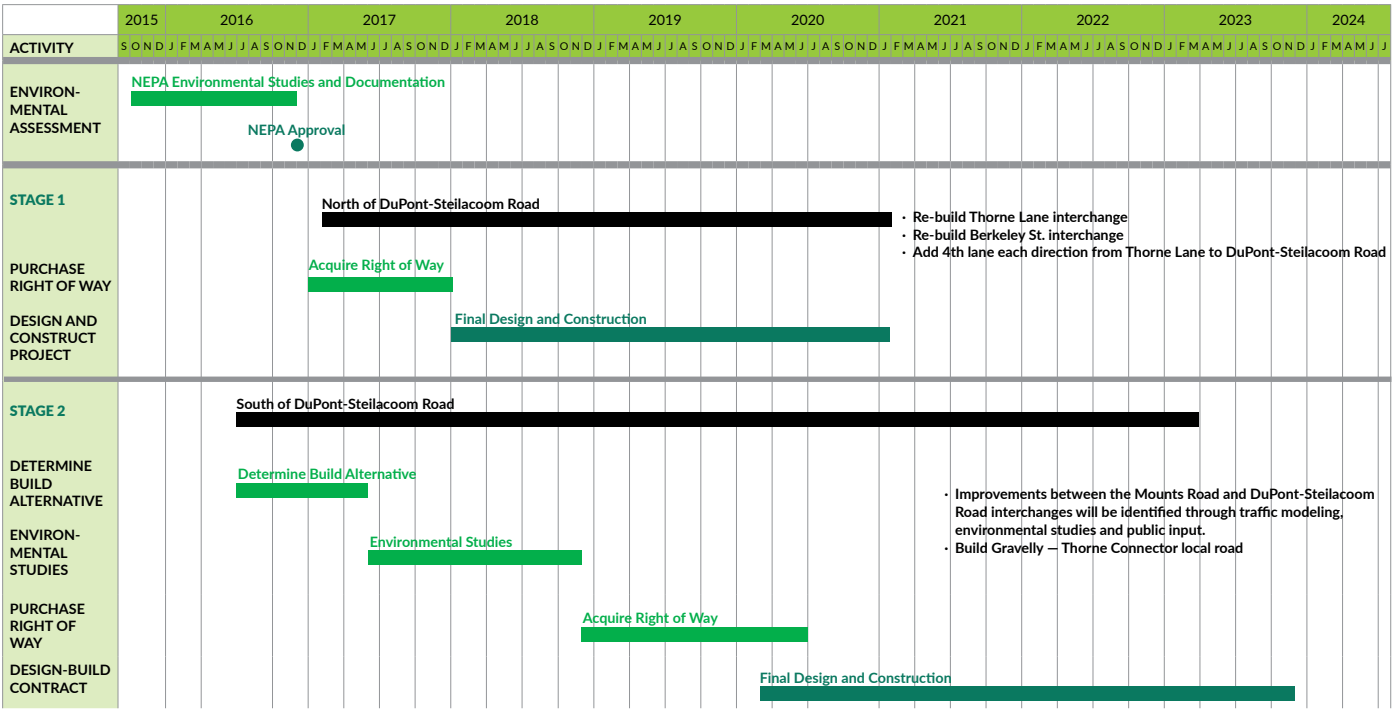 2015 2016 2017 2018 2019 2020 2021 2022 2023 2024
ACTIVITY S O N D J F M A M J J A S O N D J F M A M J J A S O N D J F M A M J J A S O N D J F M A M J J A S O N D J F M A M J J A S O N D J F M A M J J A S O N D J F M A M J J A S O N D J F M A M J J A S O N D J F M A M J J
ENVIRON-
MENTAL
ASSESSMENT
NEPA Environmental Studies and Documentation
NEPA Approval
STAGE 1
North of DuPont-Steilacoom Road
· Re-build Thorne Lane interchange
· Re-build Berkeley St. interchange
· Add 4th lane each direction from Thorne Lane to DuPont-Steilacoom Road
PURCHASE
RIGHT OF WAY
Acquire Right of Way
DESIGN AND
CONSTRUCT
PROJECT
Final Design and Construction
STAGE 2
South of DuPont-Steilacoom Road
DETERMINE
BUILD
ALTERNATIVE
Determine Build Alternative
· Improvements between the Mounts Road and DuPont-Steilacoom
Road interchanges will be identified through traffic modeling,
environmental studies and public input.
· Build Gravelly — Thorne Connector local road
ENVIRON-
MENTAL
STUDIES
Environmental Studies
PURCHASE
RIGHT OF
WAY
Acquire Right of Way
DESIGN-BUILD
CONTRACT
Final Design and Construction